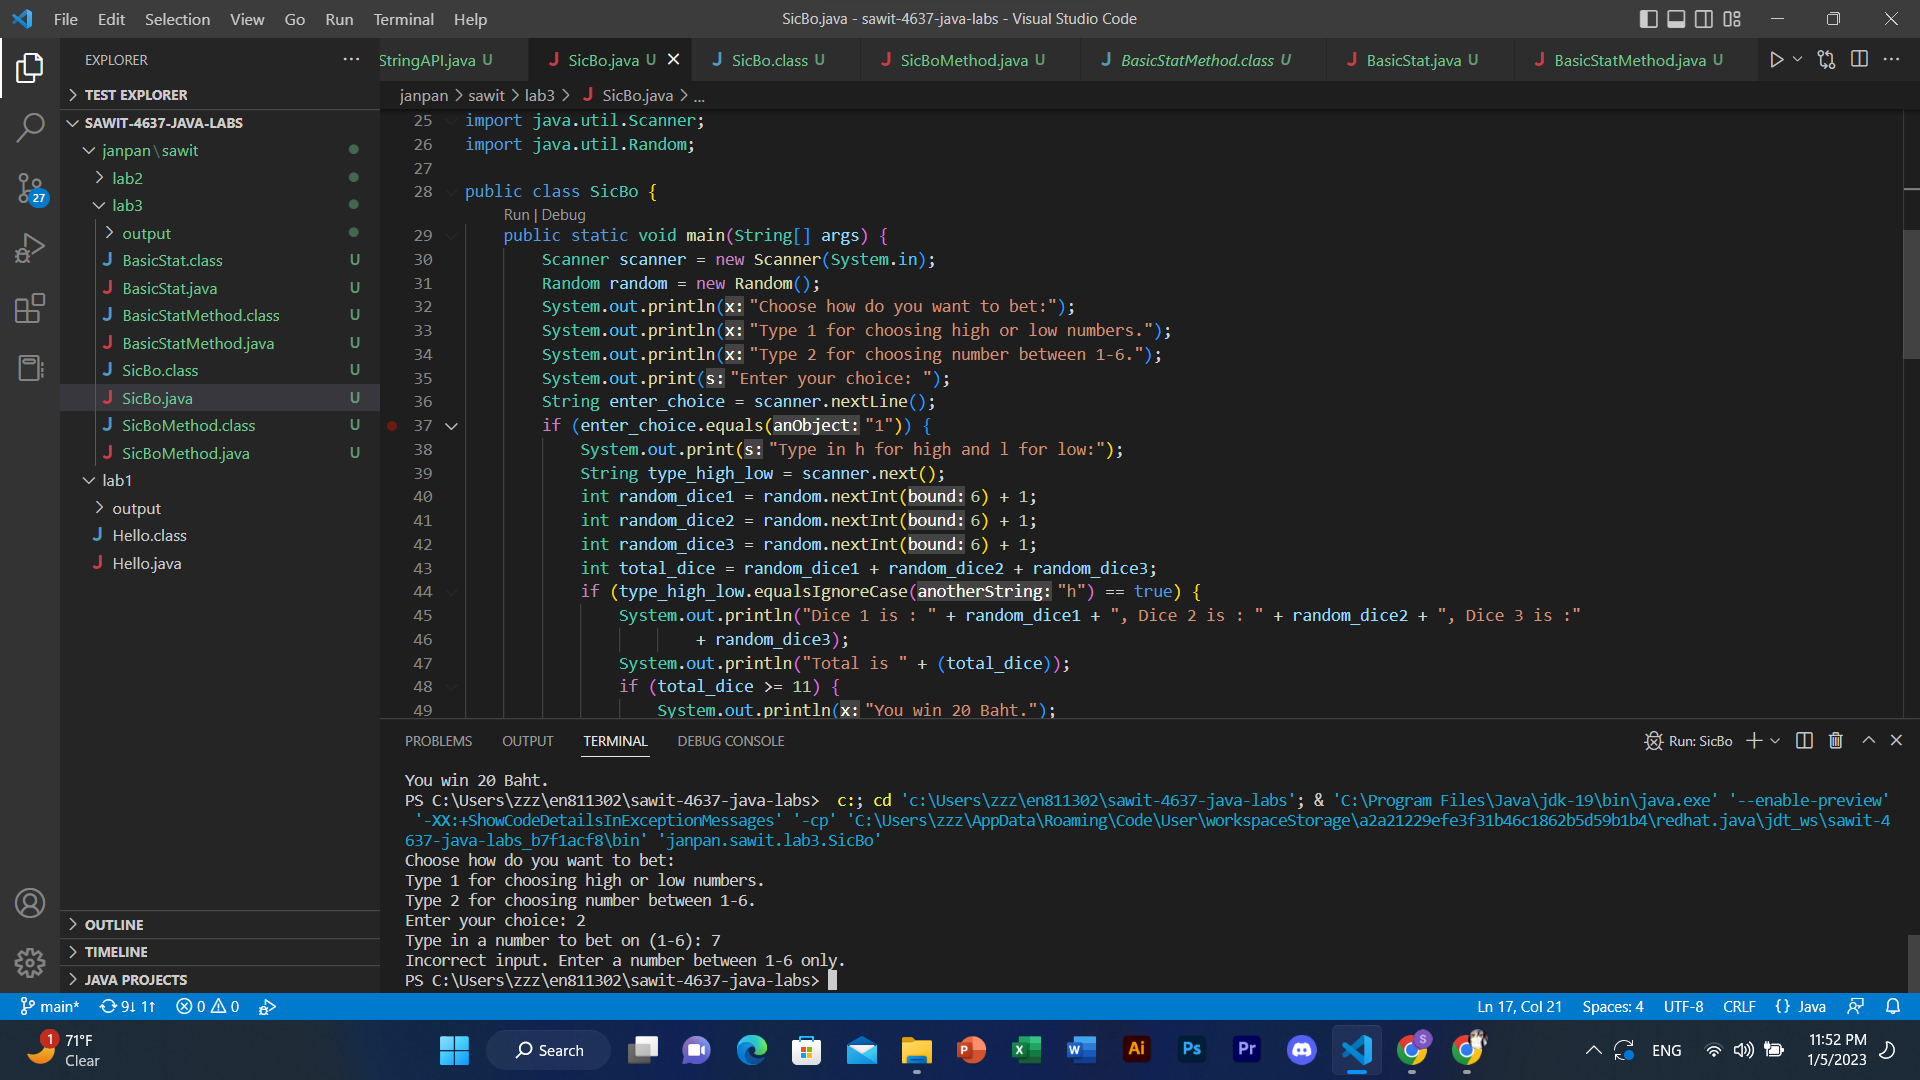 File Edit Selection View Go Run Terminal Help
SicBo.java - sawit-4637-java-labs - Visual Studio Code
EXPLORER
StringAPI.java U
SicBo.java U
SicBo.class U
SicBoMethod.java U
BasicStatMethod.class U
BasicStat.java U
BasicStatMethod.java U
TEST EXPLORER
SAWIT-4637-JAVA-LABS
janpan\sawit
lab2
lab3
output
BasicStat.class U
BasicStat.java U
BasicStatMethod.class U
BasicStatMethod.java U
SicBo.class U
SicBo.java U
SicBoMethod.class U
SicBoMethod.java U
lab1
output
Hello.class
Hello.java
27
OUTLINE
TIMELINE
JAVA PROJECTS
janpan > sawit > lab3 > SicBo.java > ...
25 import java.util.Scanner;
26 import java.util.Random;
27
28 public class SicBo {
Run | Debug
29 public static void main(String[] args) {
30 Scanner scanner = new Scanner(System.in);
31 Random random = new Random();
32 System.out.println(x: "Choose how do you want to bet:");
33 System.out.println(x: "Type 1 for choosing high or low numbers.");
34 System.out.println(x: "Type 2 for choosing number between 1-6.");
35 System.out.print(s: "Enter your choice: ");
36 String enter_choice = scanner.nextLine();
37 if (enter_choice.equals(anObject: "1")) {
38 System.out.print(s: "Type in h for high and l for low:");
39 String type_high_low = scanner.next();
40 int random_dice1 = random.nextInt(bound: 6) + 1;
41 int random_dice2 = random.nextInt(bound: 6) + 1;
42 int random_dice3 = random.nextInt(bound: 6) + 1;
43 int total_dice = random_dice1 + random_dice2 + random_dice3;
44 if (type_high_low.equalsIgnoreCase(anotherString: "h") == true) {
45 System.out.println("Dice 1 is : " + random_dice1 + ", Dice 2 is : " + random_dice2 + ", Dice 3 is :"
46 + random_dice3);
47 System.out.println("Total is " + (total_dice));
48 if (total_dice >= 11) {
49 System.out.println(x: "You win 20 Baht.");
PROBLEMS OUTPUT TERMINAL DEBUG CONSOLE
Run: SicBo
You win 20 Baht.
PS C:\Users\zzz\en811302\sawit-4637-java-labs>  c:; cd 'c:\Users\zzz\en811302\sawit-4637-java-labs'; & 'C:\Program Files\Java\jdk-19\bin\java.exe' '--enable-preview'
'-XX:+ShowCodeDetailsInExceptionMessages' '-cp' 'C:\Users\zzz\AppData\Roaming\Code\User\workspaceStorage\a2a21229efe3f31b46c1862b5d59b1b4\redhat.java\jdt_ws\sawit-4
637-java-labs_b7f1acf8\bin' 'janpan.sawit.lab3.SicBo'
Choose how do you want to bet:
Type 1 for choosing high or low numbers.
Type 2 for choosing number between 1-6.
Enter your choice: 2
Type in a number to bet on (1-6): 7
Incorrect input. Enter a number between 1-6 only.
PS C:\Users\zzz\en811302\sawit-4637-java-labs>
main* 9↓ 1↑ 0 0
Ln 17, Col 21 Spaces: 4 UTF-8 CRLF {} Java
1
71°F
Clear
Search
Ai
Ps
Pr
S
ENG
11:52 PM
1/5/2023